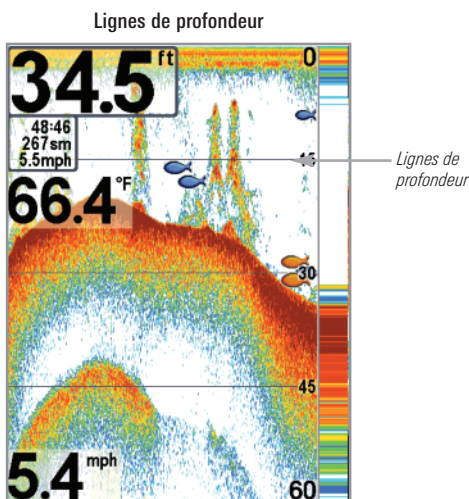 Lignes de profondeur
34.5 ft
0
48:46
267sm
5.5mph
15
Lignes de
profondeur
66.4 °F
30
45
5.4 mph
60